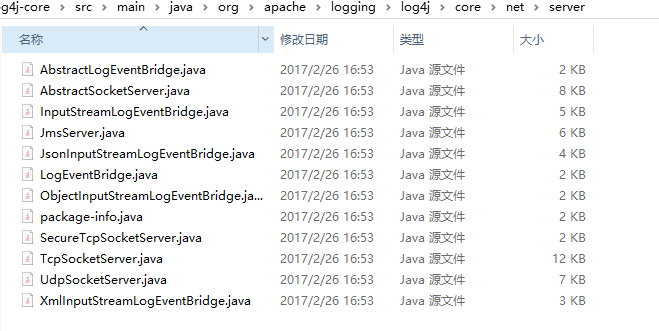 g4j-core > src > main > java > org > apache > logging > log4j > core > net > server
名称 修改日期 类型 大小
AbstractLogEventBridge.java 2017/2/26 16:53 Java 源文件 2 KB
AbstractSocketServer.java 2017/2/26 16:53 Java 源文件 8 KB
InputStreamLogEventBridge.java 2017/2/26 16:53 Java 源文件 5 KB
JmsServer.java 2017/2/26 16:53 Java 源文件 6 KB
JsonInputStreamLogEventBridge.java 2017/2/26 16:53 Java 源文件 4 KB
LogEventBridge.java 2017/2/26 16:53 Java 源文件 2 KB
ObjectInputStreamLogEventBridge.ja... 2017/2/26 16:53 Java 源文件 2 KB
package-info.java 2017/2/26 16:53 Java 源文件 2 KB
SecureTcpSocketServer.java 2017/2/26 16:53 Java 源文件 2 KB
TcpSocketServer.java 2017/2/26 16:53 Java 源文件 12 KB
UdpSocketServer.java 2017/2/26 16:53 Java 源文件 7 KB
XmlInputStreamLogEventBridge.java 2017/2/26 16:53 Java 源文件 3 KB